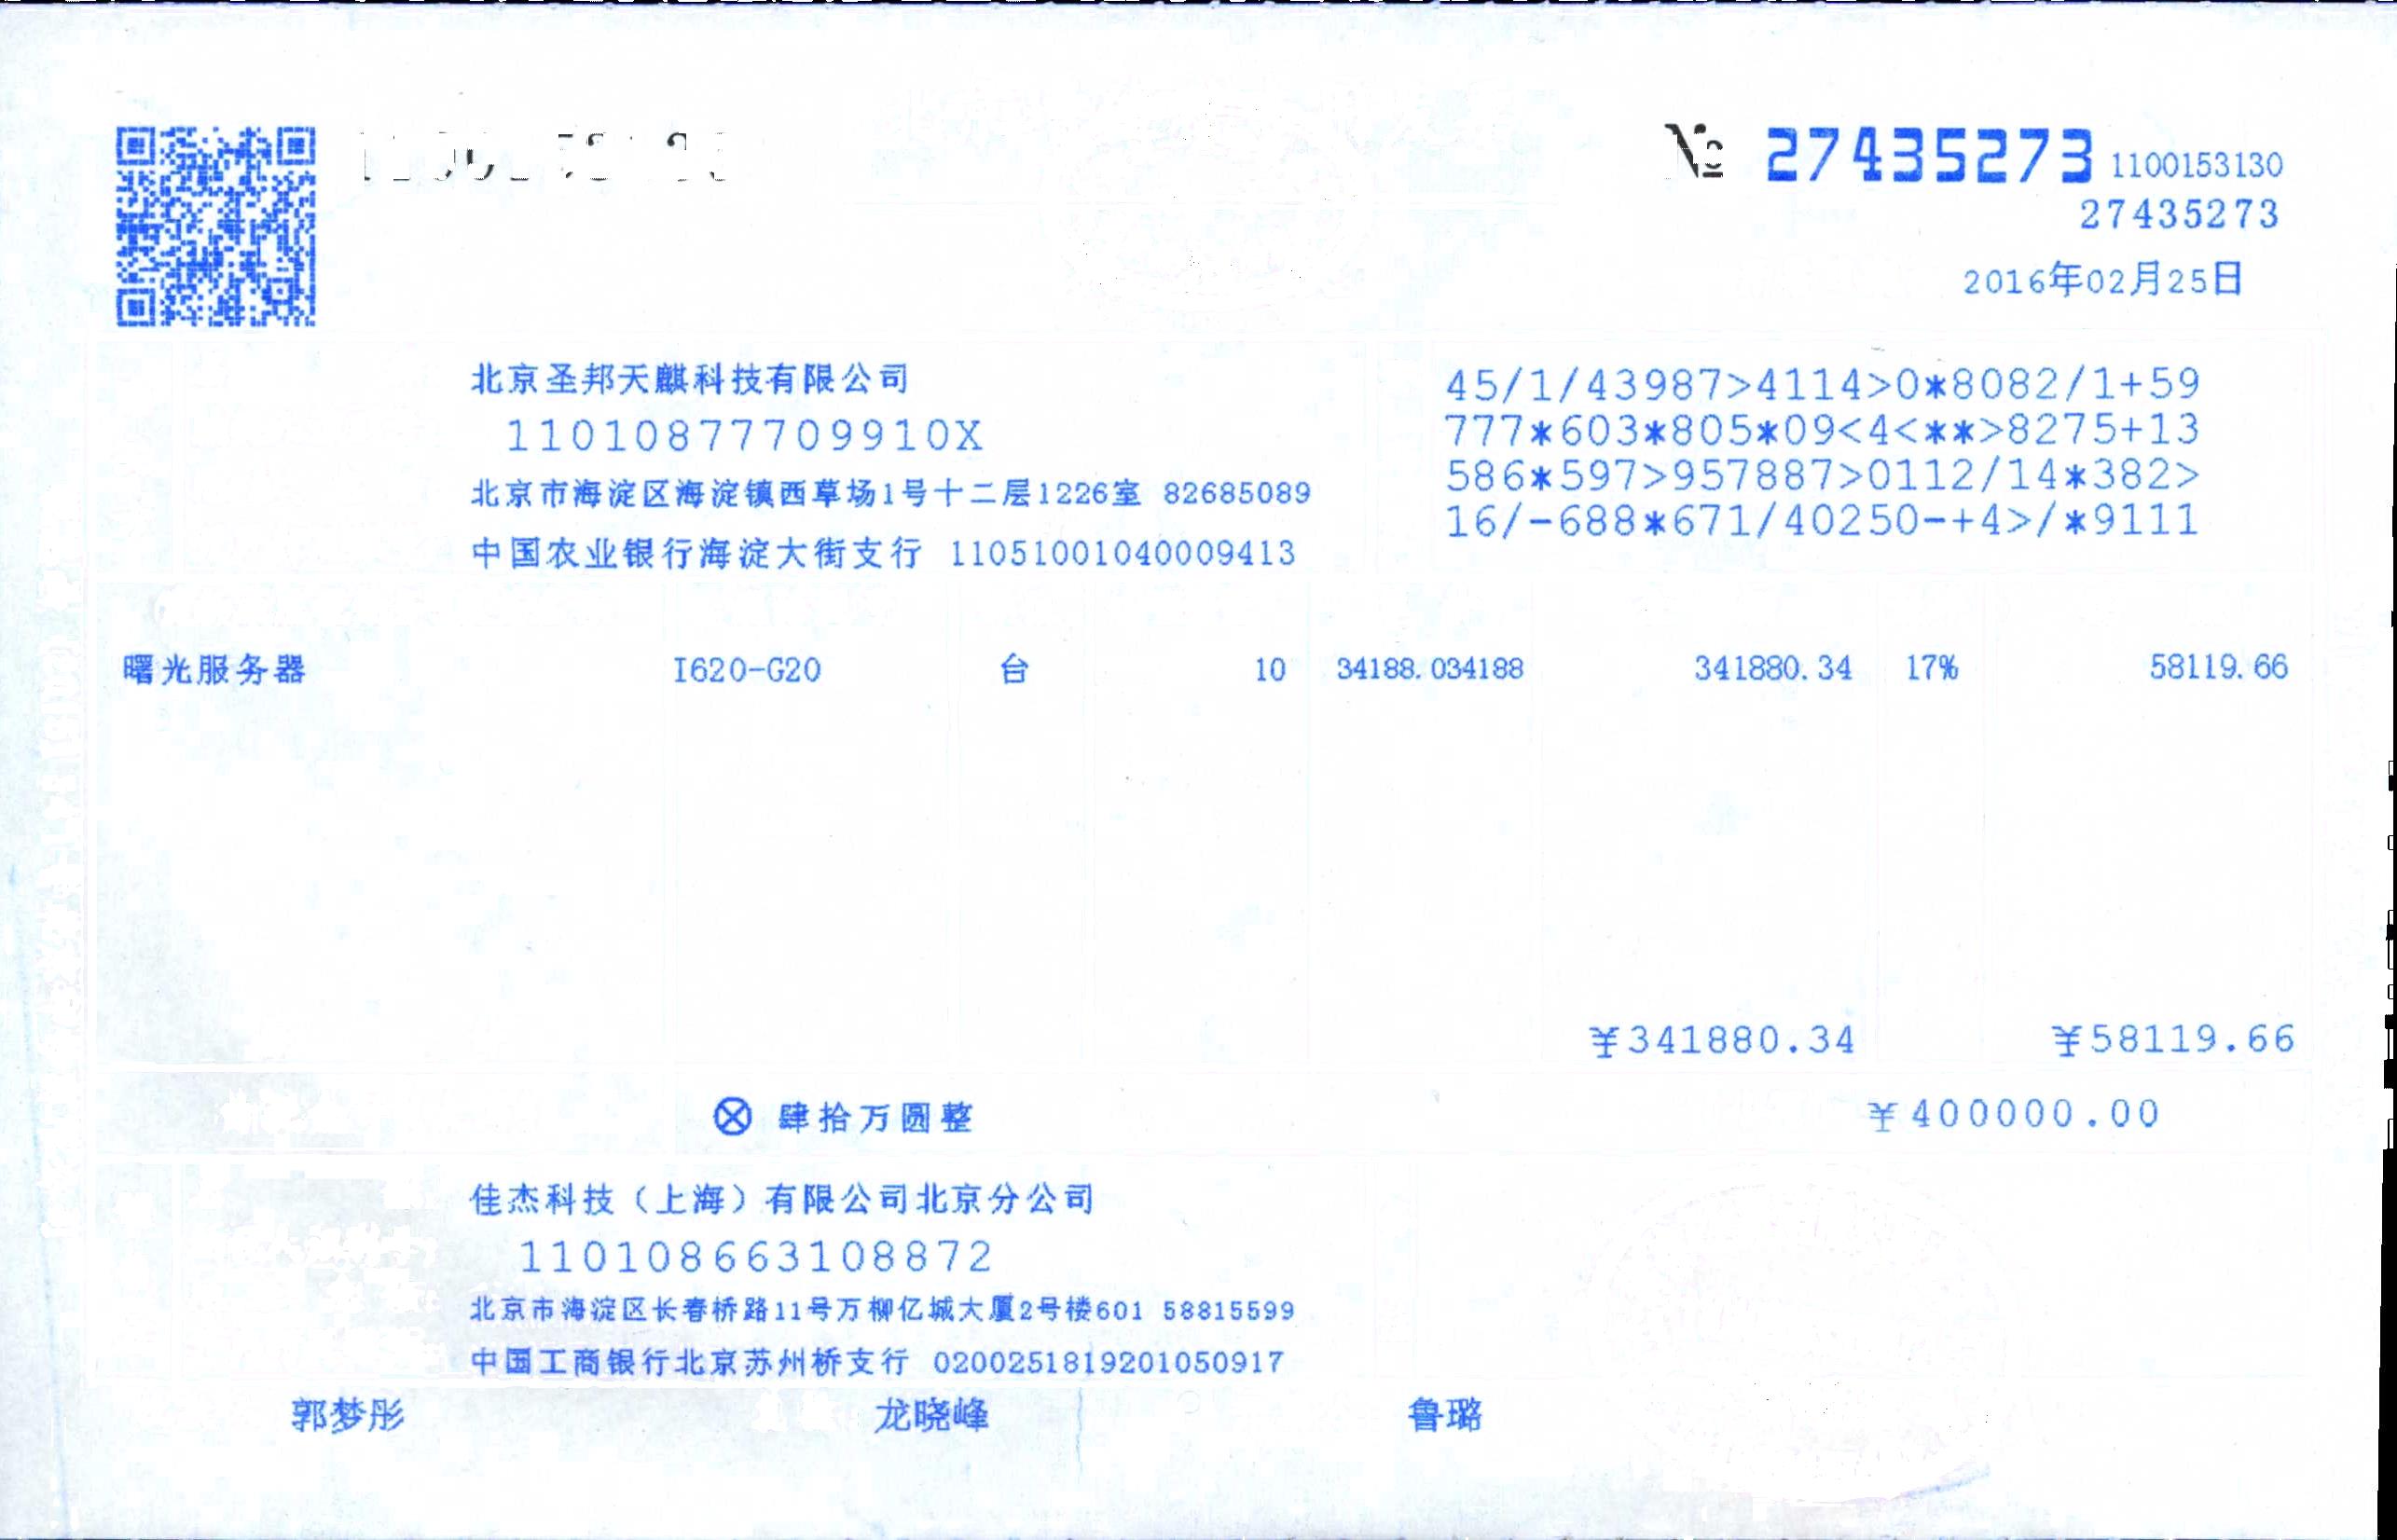 № 27435273 1100153130
27435273
2016年02月25日
北京圣邦天麒科技有限公司
11010877709910X
北京市海淀区海淀镇西草场1号十二层1226室 82685089
中国农业银行海淀大街支行 11051001040009413
45/1/43987>4114>0*8082/1+59
777*603*805*09<4<**>8275+13
586*597>957887>0112/14*382>
16/-688*671/40250-+4>/*9111
曙光服务器 I620-G20 台 10 34188.034188 341880.34 17% 58119.66
¥341880.34 ¥58119.66
⊗ 肆拾万圆整 ¥400000.00
佳杰科技（上海）有限公司北京分公司
110108663108872
北京市海淀区长春桥路11号万柳亿城大厦2号楼601 58815599
中国工商银行北京苏州桥支行 0200251819201050917
郭梦彤 龙晓峰 鲁璐